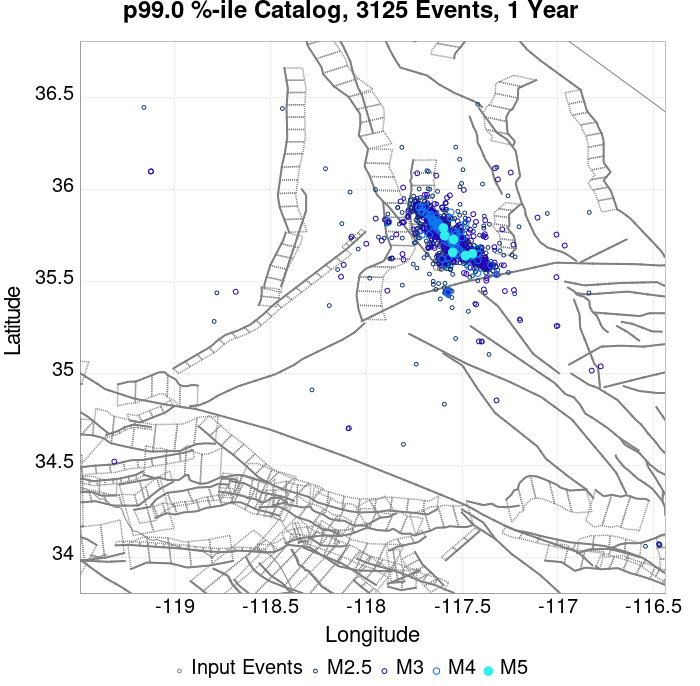 p99.0 %-ile Catalog, 3125 Events, 1 Year
Latitude
36.5
36
35.5
35
34.5
34
-119 -118.5 -118 -117.5 -117 -116.5
Longitude
Input Events M2.5 M3 M4 M5